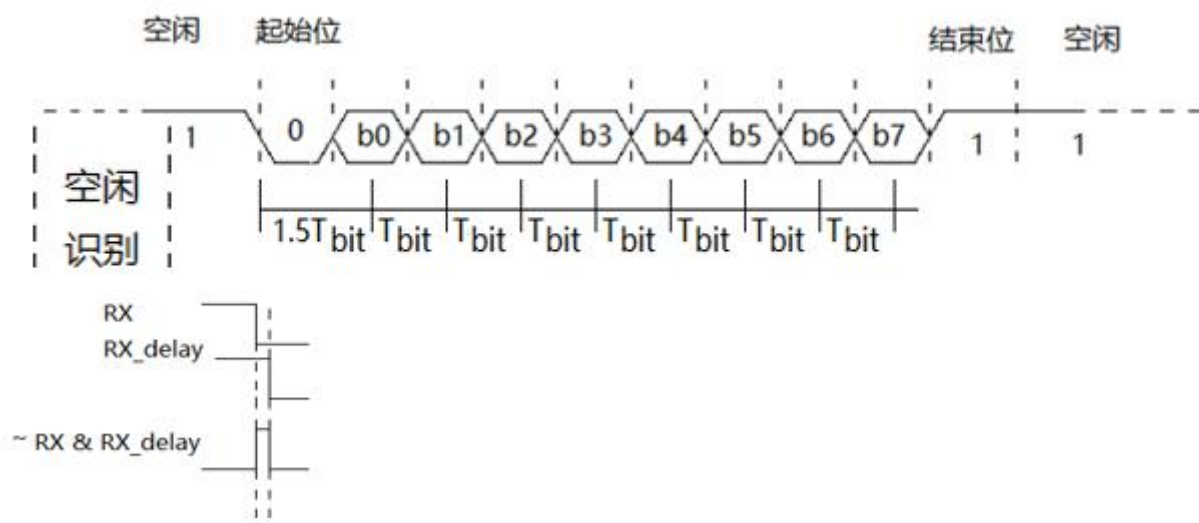 空闲 起始位 结束位 空闲
1 0 b0 b1 b2 b3 b4 b5 b6 b7 1 1
空闲
识别
1.5Tbit Tbit Tbit Tbit Tbit Tbit Tbit Tbit
RX
RX_delay
~ RX & RX_delay